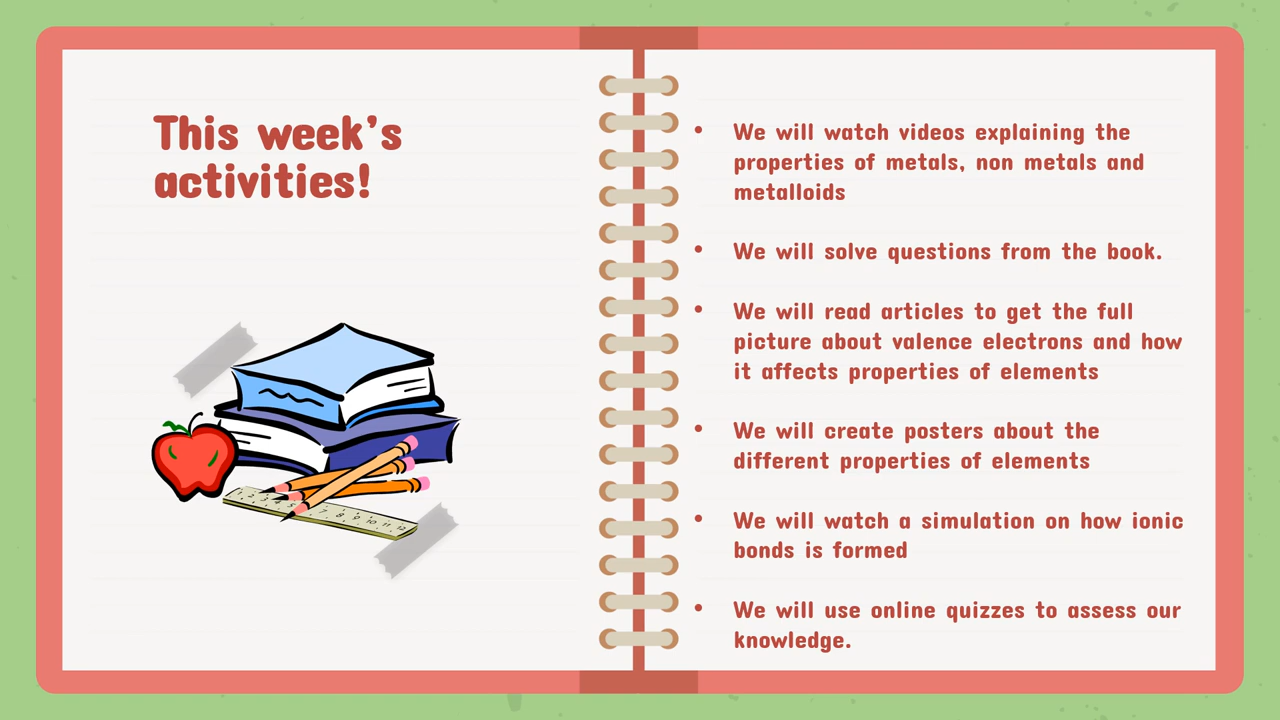 This week's
activities!
• We will watch videos explaining the
properties of metals, non metals and
metalloids
• We will solve questions from the book.
• We will read articles to get the full
picture about valence electrons and how
it affects properties of elements
• We will create posters about the
different properties of elements
• We will watch a simulation on how ionic
bonds is formed
• We will use online quizzes to assess our
knowledge.